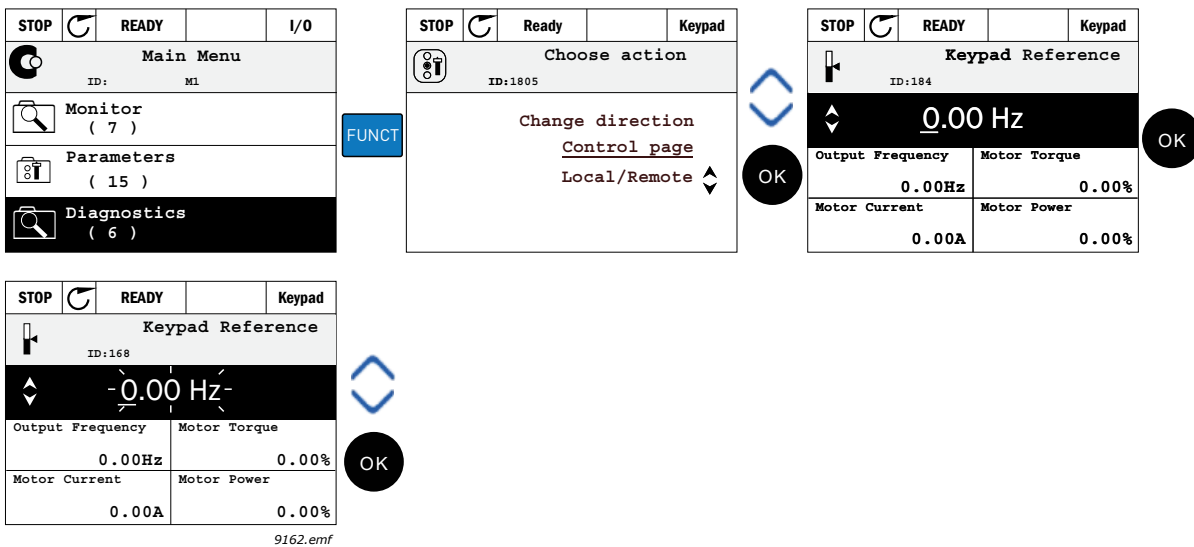 STOP READY I/O
Main Menu
ID: M1
Monitor
( 7 )
Parameters
( 15 )
Diagnostics
( 6 )
FUNCT
STOP Ready Keypad
Choose action
ID:1805
Change direction
Control page
Local/Remote
OK
STOP READY Keypad
Keypad Reference
ID:184
0.00 Hz
Output Frequency Motor Torque
0.00Hz 0.00%
Motor Current Motor Power
0.00A 0.00%
OK
STOP READY Keypad
Keypad Reference
ID:168
0.00 Hz
Output Frequency Motor Torque
0.00Hz 0.00%
Motor Current Motor Power
0.00A 0.00%
OK
9162.emf